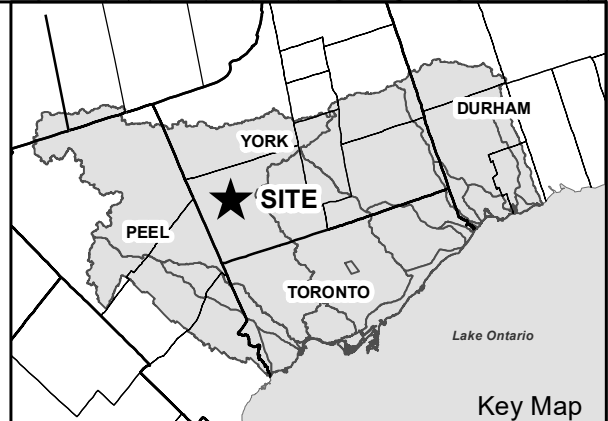 DURHAM
YORK
SITE
PEEL
TORONTO
Lake Ontario
Key Map